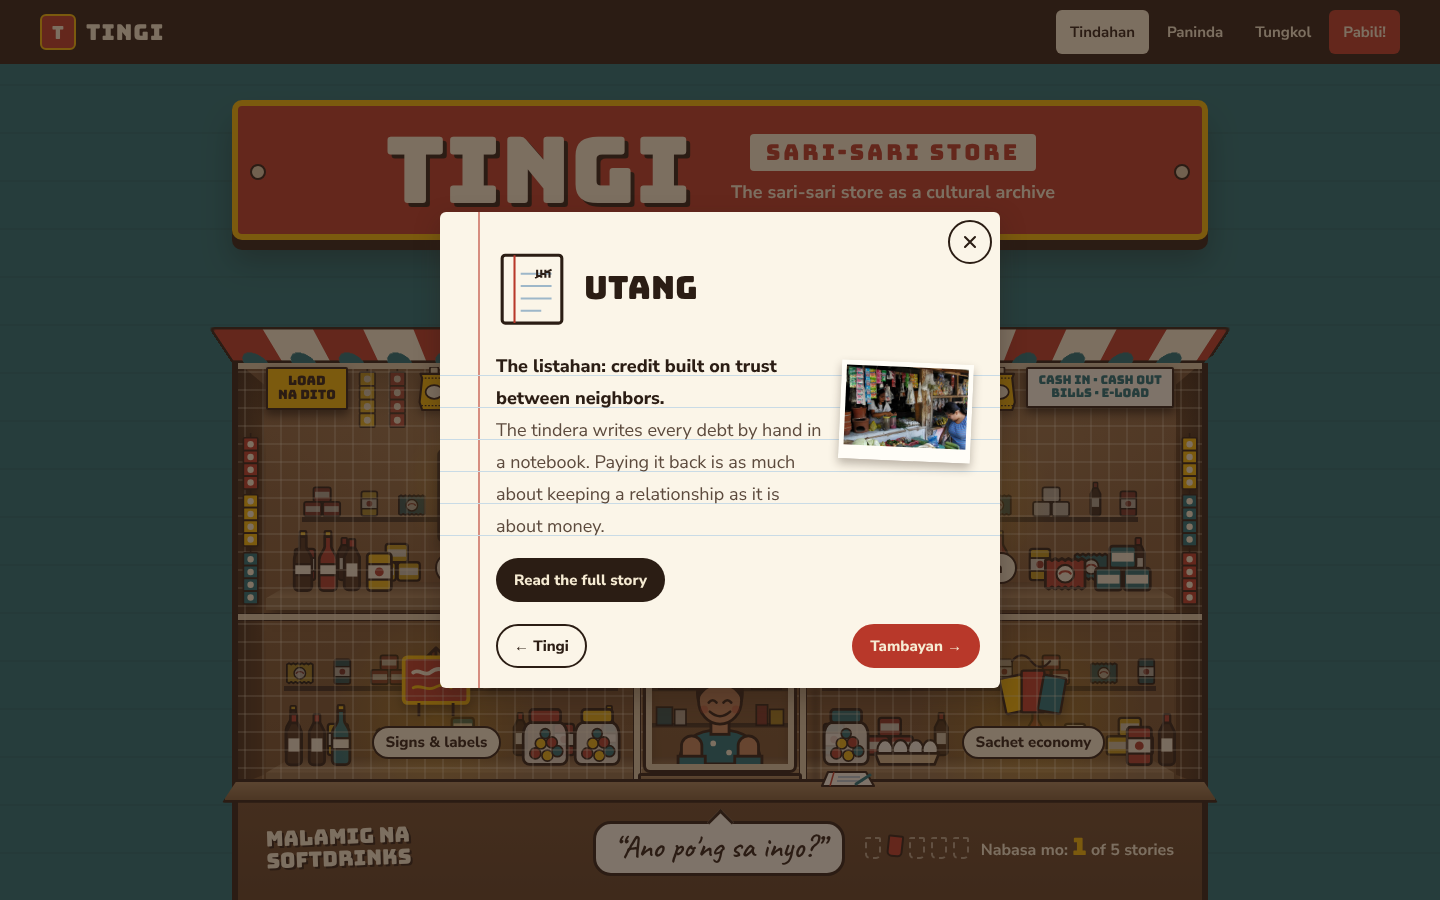 T TINGI
Tindahan Paninda Tungkol Pabili!
TINGI
SARI-SARI STORE
The sari-sari store as a cultural archive
LOAD
NA DITO
CASH IN · CASH OUT
BILLS · E-LOAD
UTANG
The listahan: credit built on trust
between neighbors.
The tindera writes every debt by hand in
a notebook. Paying it back is as much
about keeping a relationship as it is
about money.
Read the full story
← Tingi
Tambayan →
Signs & labels
Sachet economy
MALAMIG NA
SOFTDRINKS
“Ano po'ng sa inyo?”
Nabasa mo: 1 of 5 stories